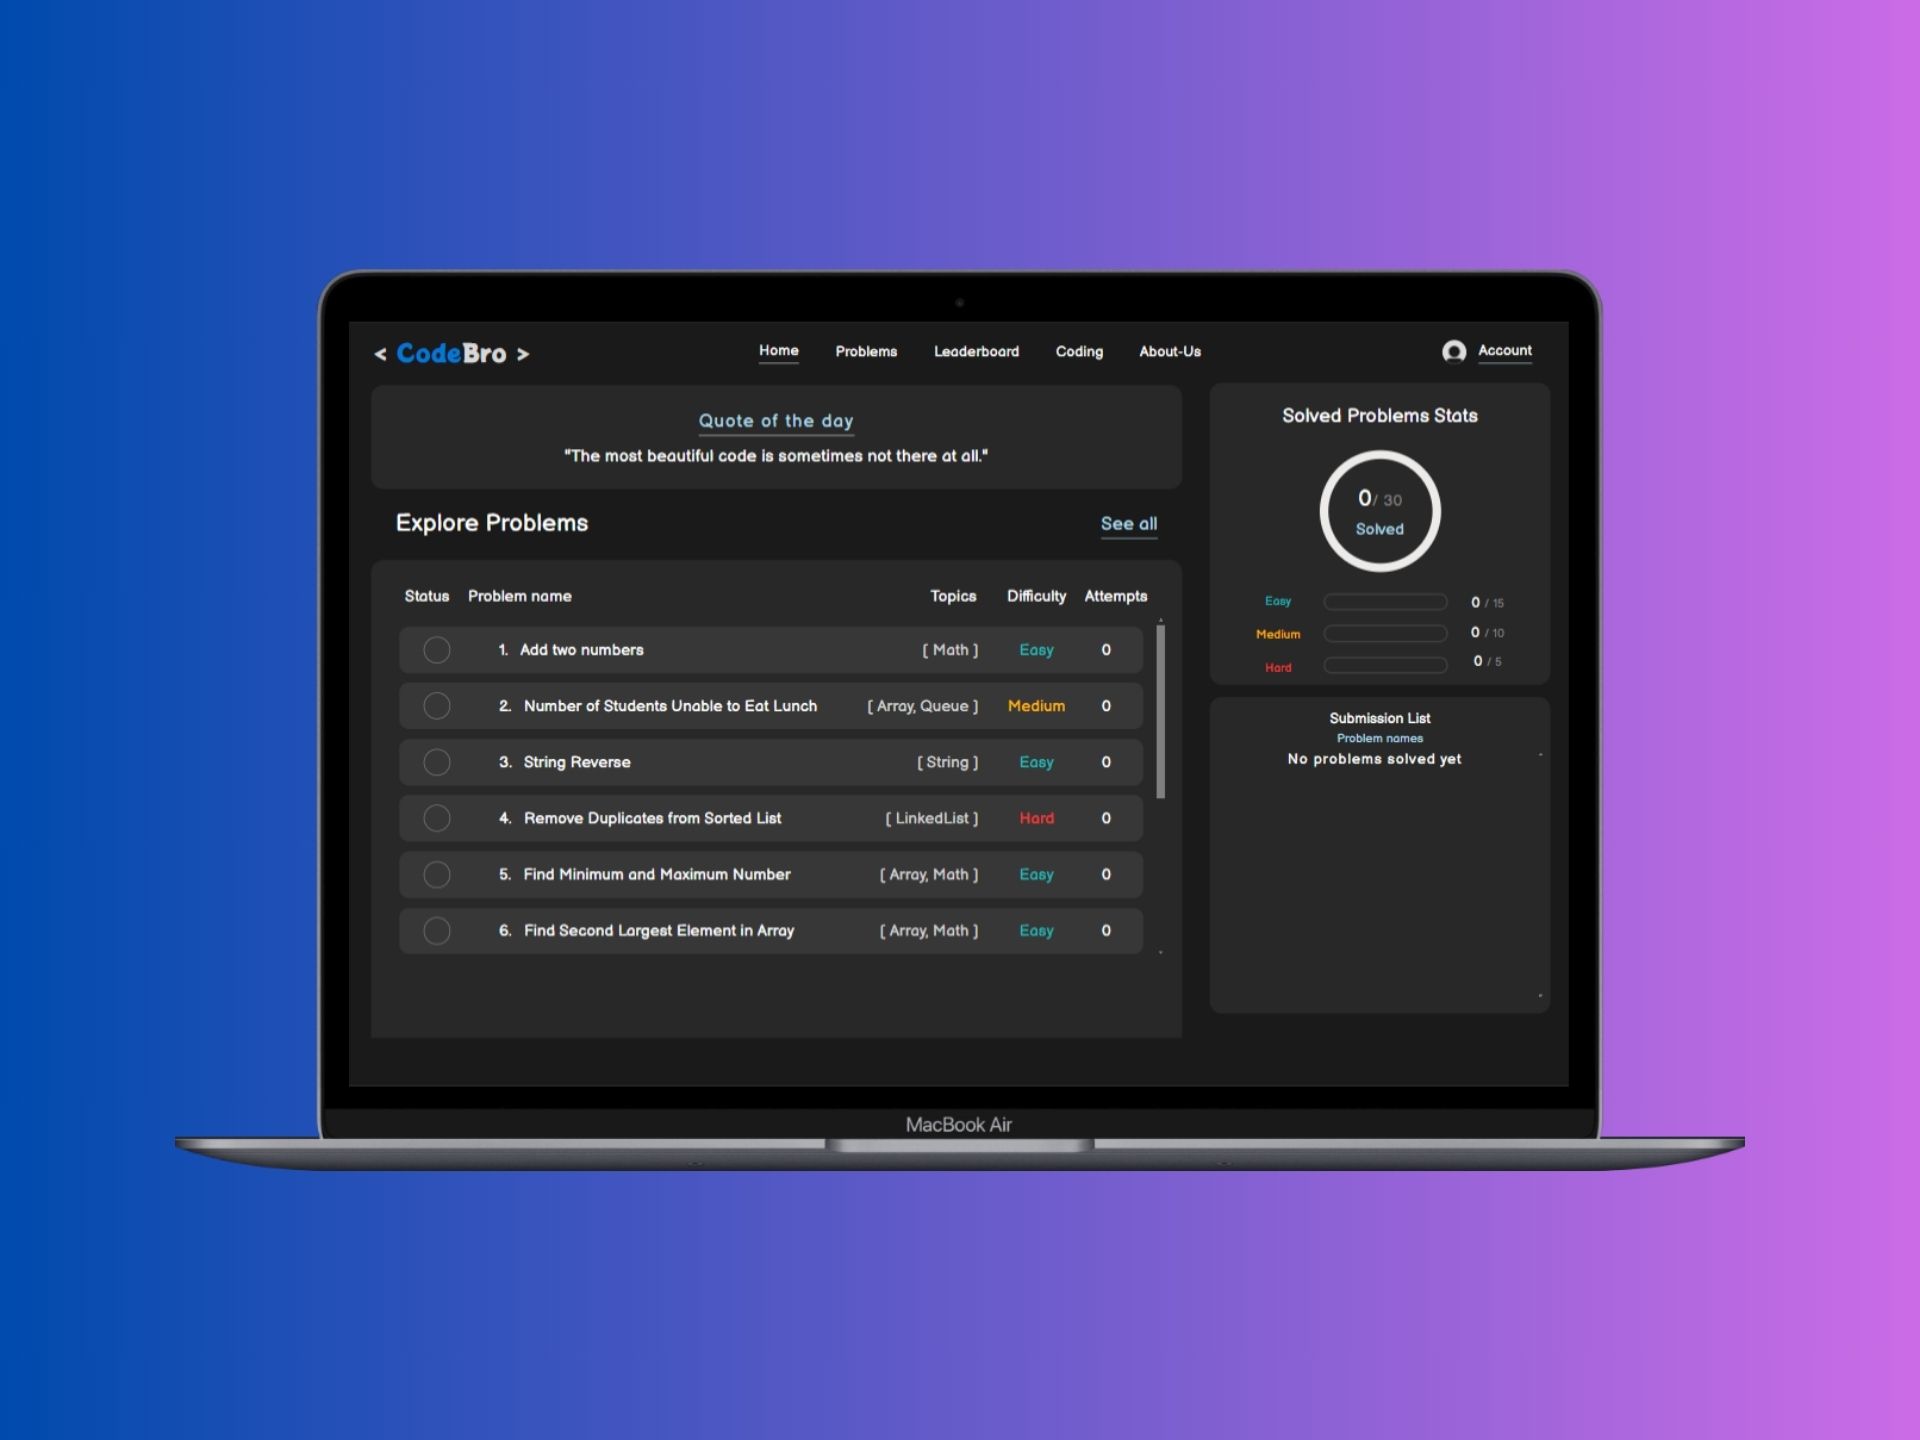 < CodeBro >
Home Problems Leaderboard Coding About-Us Account
Quote of the day
"The most beautiful code is sometimes not there at all."
Explore Problems See all
Status Problem name Topics Difficulty Attempts
1. Add two numbers [ Math ] Easy 0
2. Number of Students Unable to Eat Lunch [ Array, Queue ] Medium 0
3. String Reverse [ String ] Easy 0
4. Remove Duplicates from Sorted List [ LinkedList ] Hard 0
5. Find Minimum and Maximum Number [ Array, Math ] Easy 0
6. Find Second Largest Element in Array [ Array, Math ] Easy 0
Solved Problems Stats
0/ 30
Solved
Easy 0 / 15
Medium 0 / 10
Hard 0 / 5
Submission List
Problem names
No problems solved yet
MacBook Air